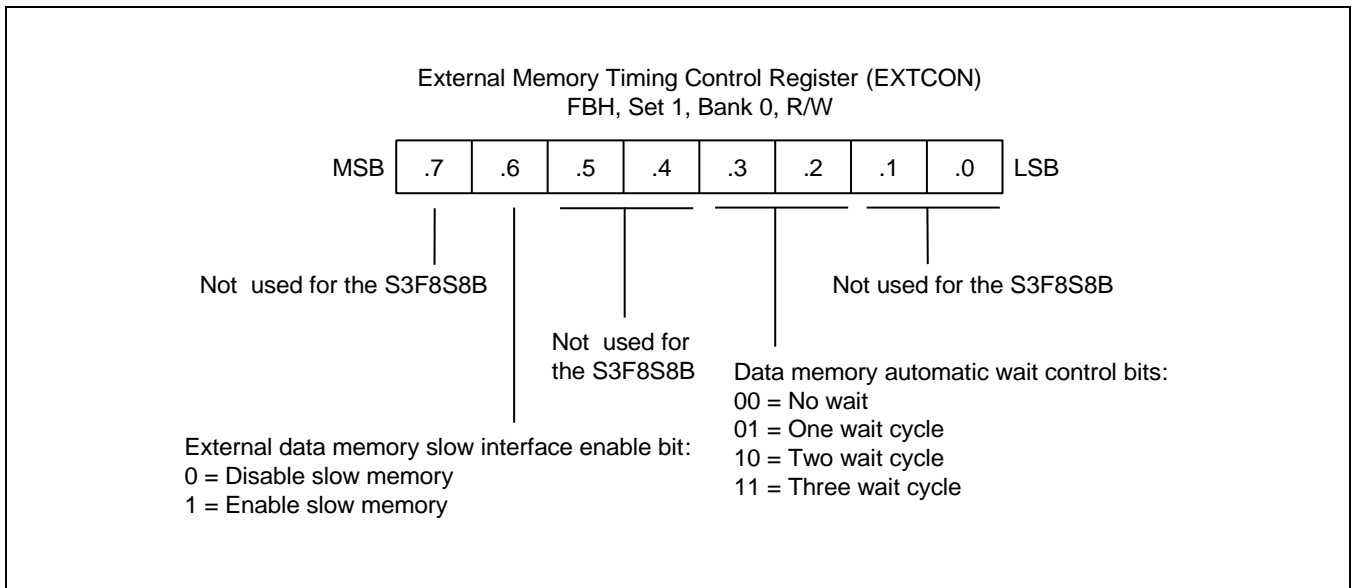 External Memory Timing Control Register (EXTCON)
FBH, Set 1, Bank 0, R/W
MSB .7 .6 .5 .4 .3 .2 .1 .0 LSB
Not used for the S3F8S8B
Not used for the S3F8S8B
Not used for
the S3F8S8B
Data memory automatic wait control bits:
00 = No wait
01 = One wait cycle
10 = Two wait cycle
11 = Three wait cycle
External data memory slow interface enable bit:
0 = Disable slow memory
1 = Enable slow memory